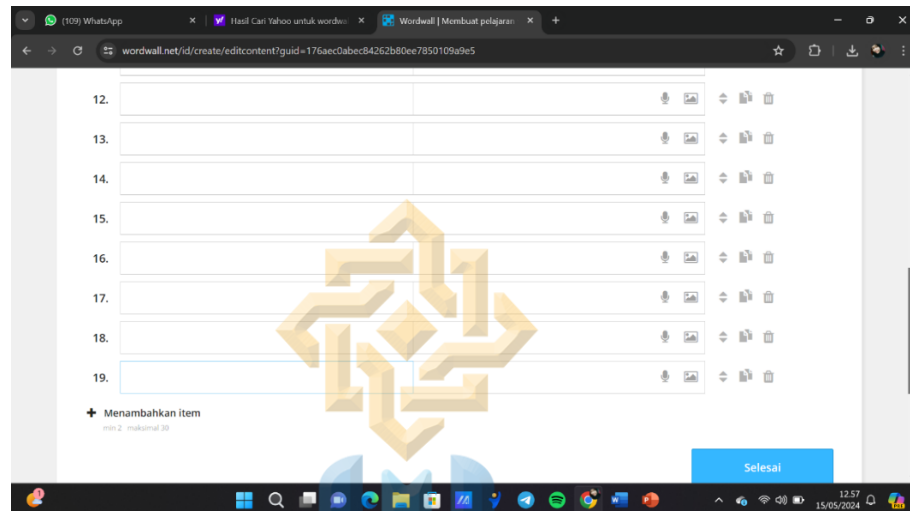 (109) WhatsApp
Hasil Cari Yahoo untuk wordwa
Wordwall | Membuat pelajaran
wordwall.net/id/create/editcontent?guid=176aec0abec84262b80ee7850109a9e5
12.
13.
14.
15.
16.
17.
18.
19.
Menambahkan item
min 2 maksimal 30
Selesai
12.57
15/05/2024